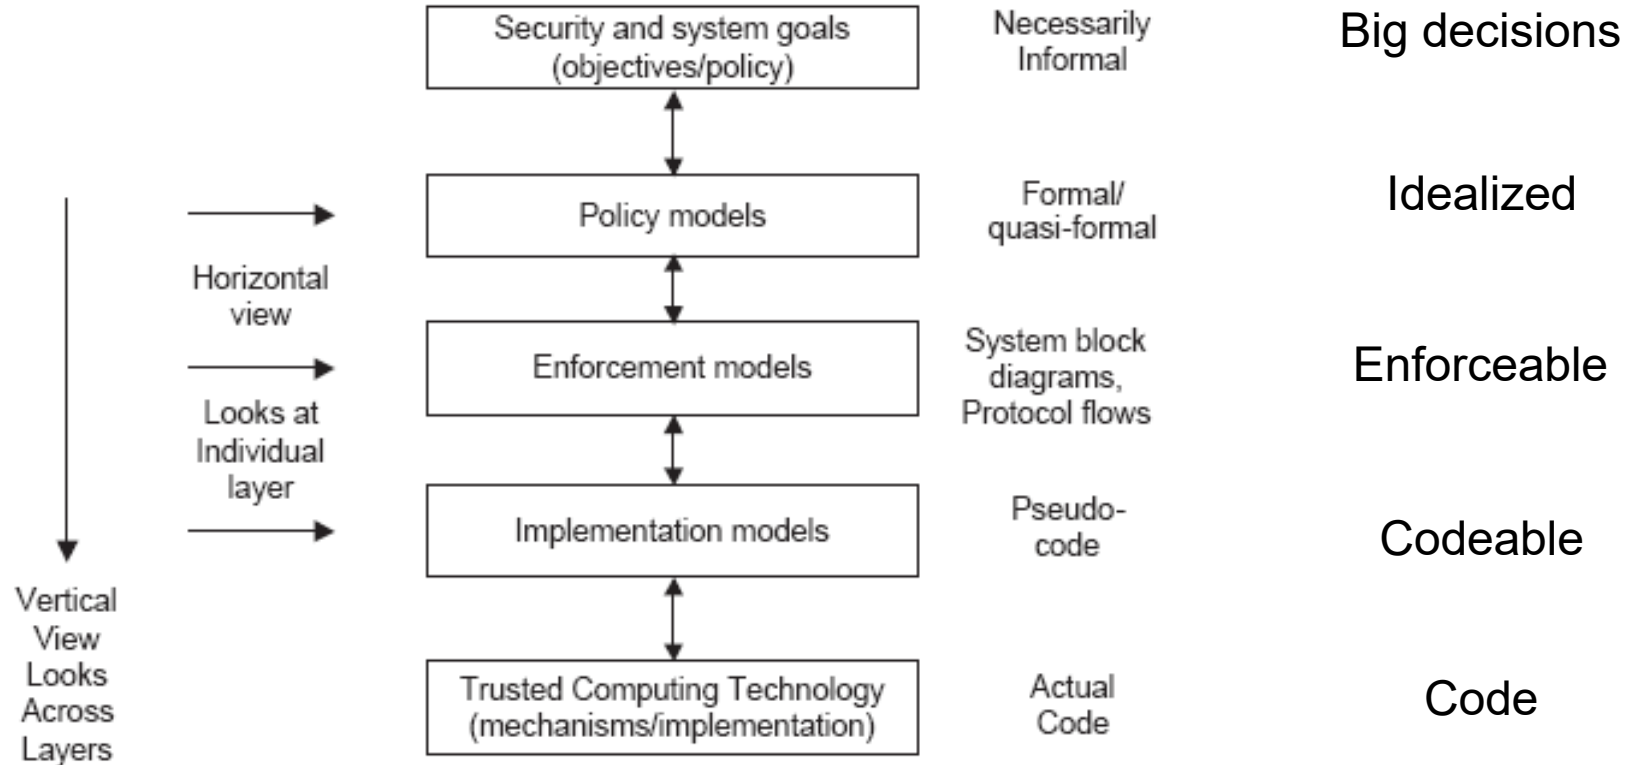 Security and system goals
(objectives/policy)
Necessarily
Informal
Big decisions
Policy models
Formal/
quasi-formal
Idealized
Horizontal
view
Enforcement models
System block
diagrams,
Protocol flows
Enforceable
Looks at
Individual
layer
Implementation models
Pseudo-
code
Codeable
Vertical
View
Looks
Across
Layers
Trusted Computing Technology
(mechanisms/implementation)
Actual
Code
Code